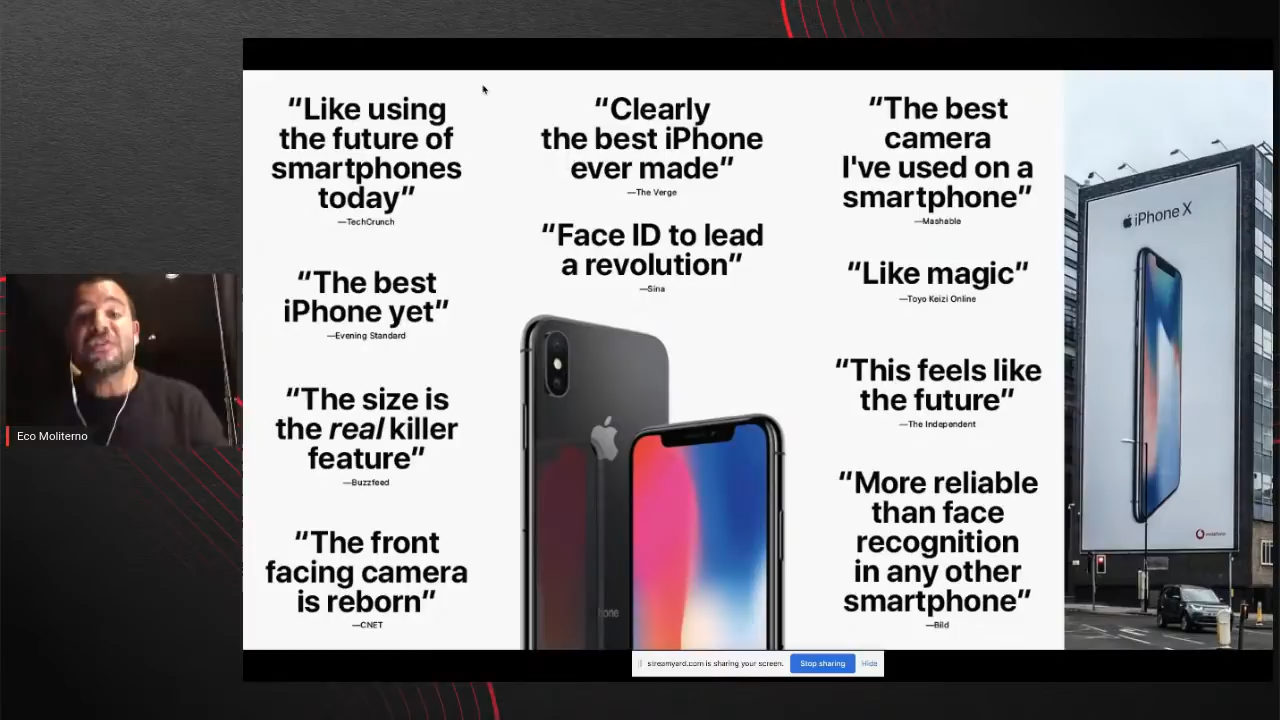 “Like using
the future of
smartphones
today”
—TechCrunch
“The best
iPhone yet”
—Evening Standard
“The size is
the real killer
feature”
—Buzzfeed
“The front
facing camera
is reborn”
—CNET
“Clearly
the best iPhone
ever made”
—The Verge
“Face ID to lead
a revolution”
—Sina
“The best
camera
I've used on a
smartphone”
—Mashable
“Like magic”
—Toyo Keizi Online
“This feels like
the future”
—The Independent
“More reliable
than face
recognition
in any other
smartphone”
—Bild
iPhone X
vodafone
Eco Moliterno
streamyard.com is sharing your screen.
Stop sharing
Hide